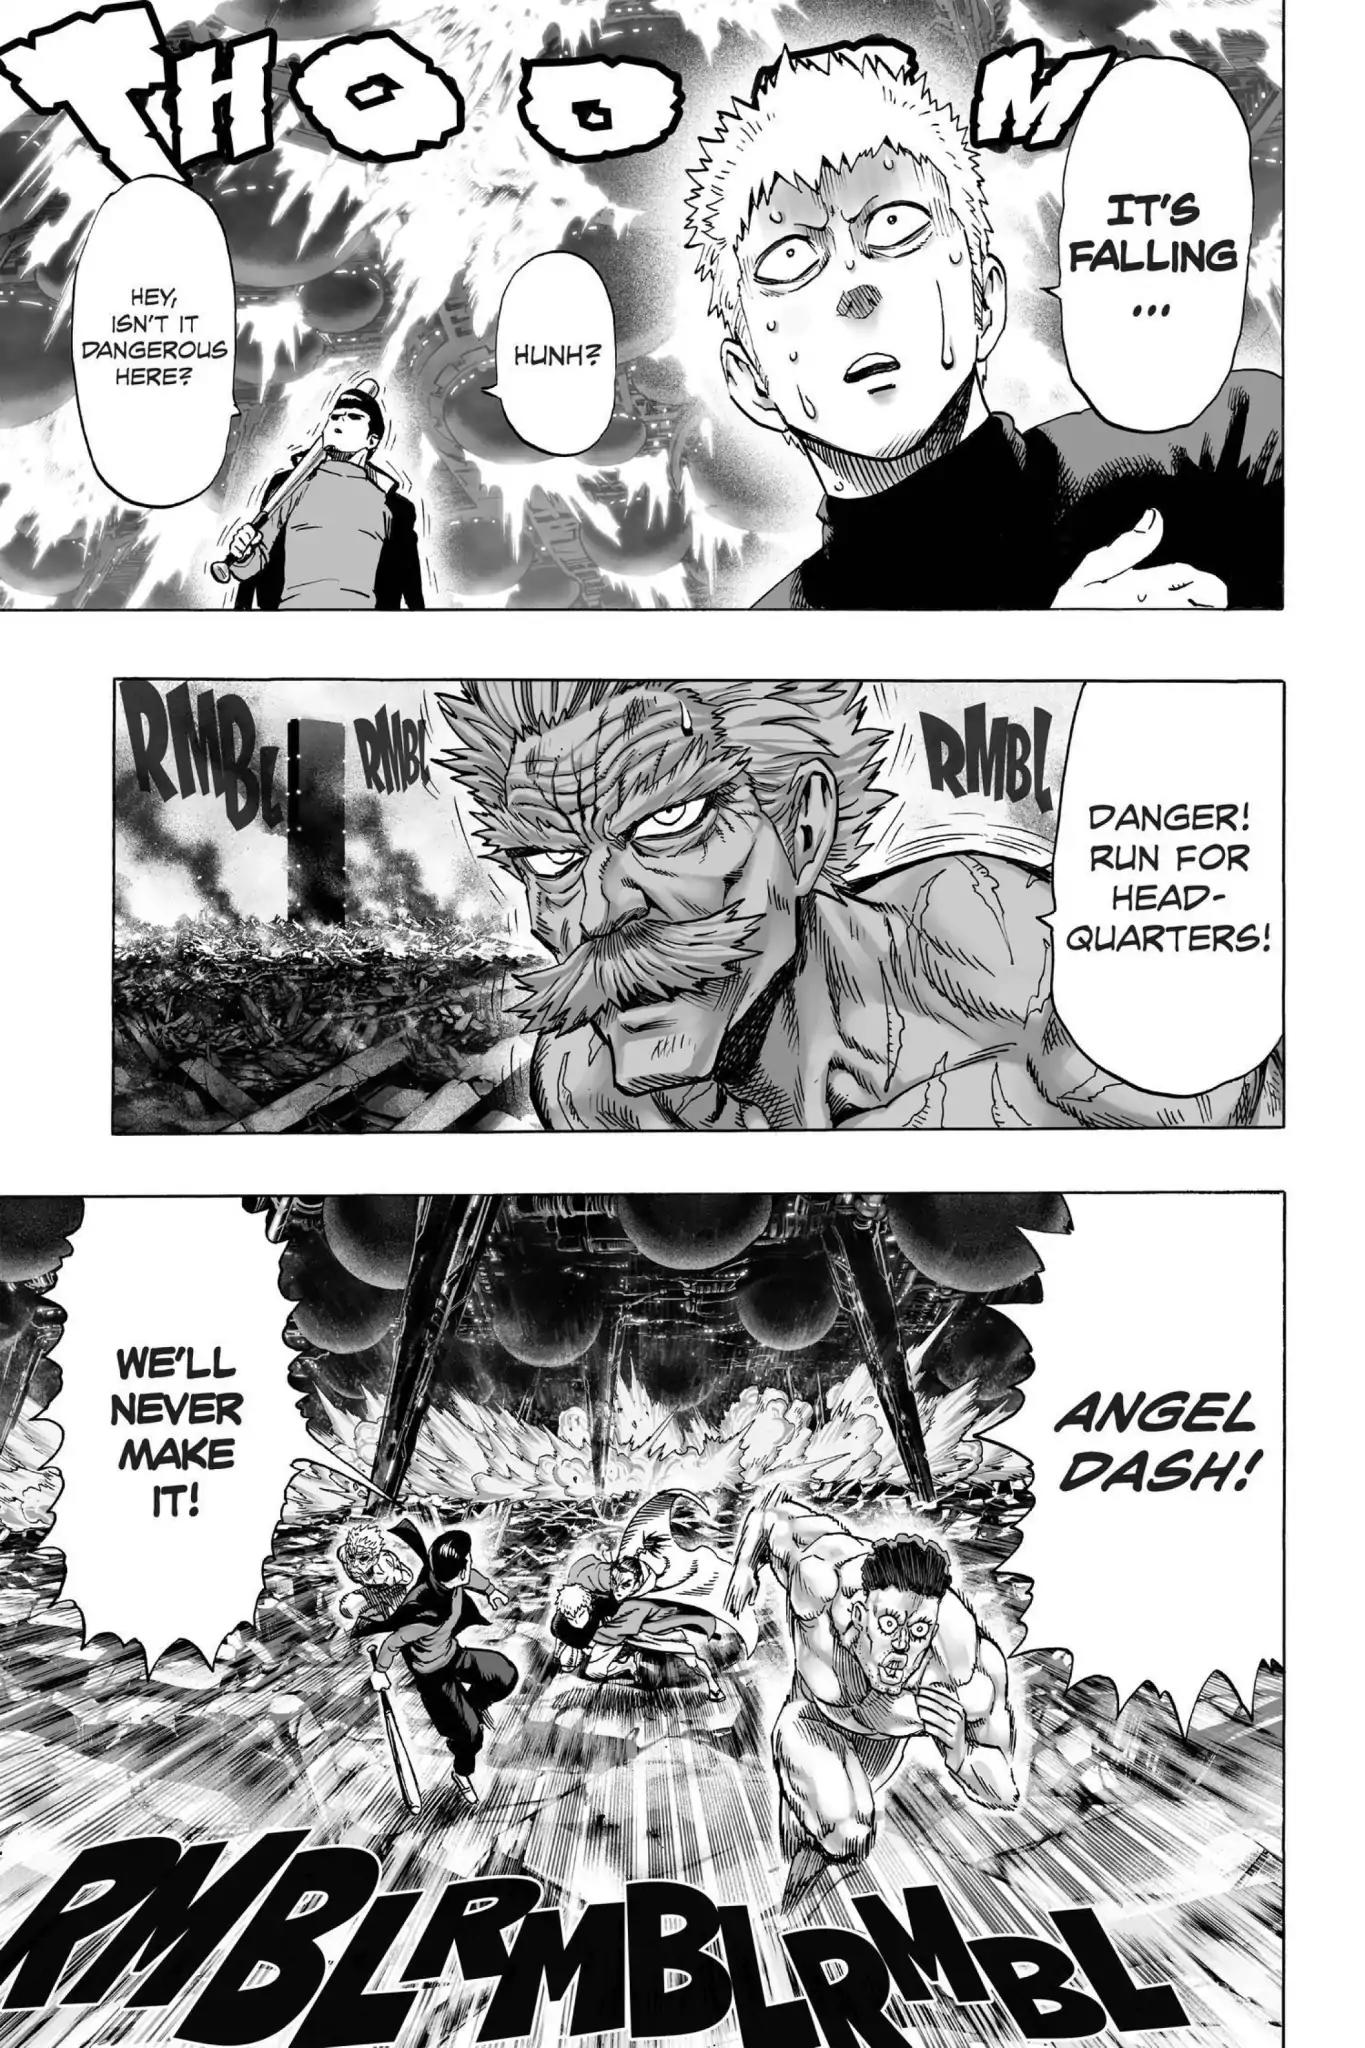 THOOOM
IT'S
FALLING
...
HUNH?
HEY,
ISN'T IT
DANGEROUS
HERE?
DANGER!
RUN FOR
HEAD-
QUARTERS!
RMBL
RMBL
RMBL
ANGEL
DASH!
WE'LL
NEVER
MAKE
IT!
RMBLRMBLRMBL